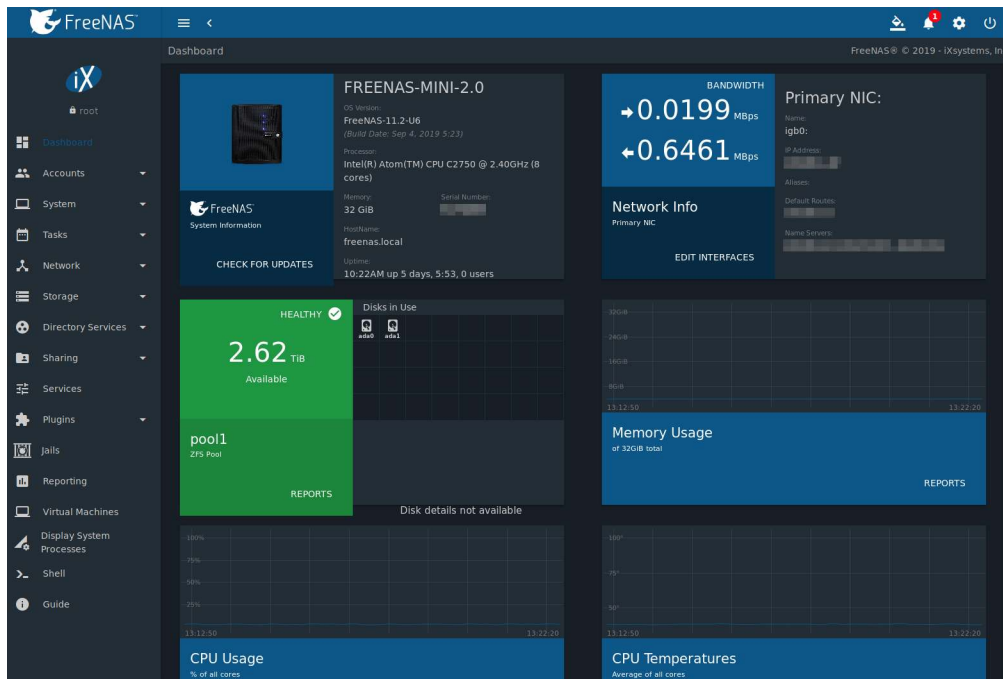 FreeNAS®
1
Dashboard
FreeNAS® © 2019 - iXsystems, In
iX
root
Dashboard
Accounts
System
Tasks
Network
Storage
Directory Services
Sharing
Services
Plugins
Jails
Reporting
Virtual Machines
Display System
Processes
Shell
Guide
FreeNAS
System Information
CHECK FOR UPDATES
FREENAS-MINI-2.0
OS Version:
FreeNAS-11.2-U6
(Build Date: Sep 4, 2019 5:23)
Processor:
Intel(R) Atom(TM) CPU C2750 @ 2.40GHz (8
cores)
Memory: Serial Number:
32 GiB
HostName:
freenas.local
Uptime:
10:22AM up 5 days, 5:53, 0 users
BANDWIDTH
0.0199 MBps
0.6461 MBps
Network Info
Primary NIC
EDIT INTERFACES
Primary NIC:
Name:
igb0:
IP Address:
Aliases:
Default Routes:
Name Servers:
HEALTHY
2.62 TiB
Available
pool1
ZFS Pool
REPORTS
Disks in Use
ada0 ada1
Disk details not available
32GiB
24GiB
16GiB
8GiB
13:12:50 13:22:20
Memory Usage
of 32GiB total
REPORTS
100%
75%
50%
25%
13:12:50 13:22:20
CPU Usage
% of all cores
100°
75°
50°
13:12:50 13:22:20
CPU Temperatures
Average of all cores